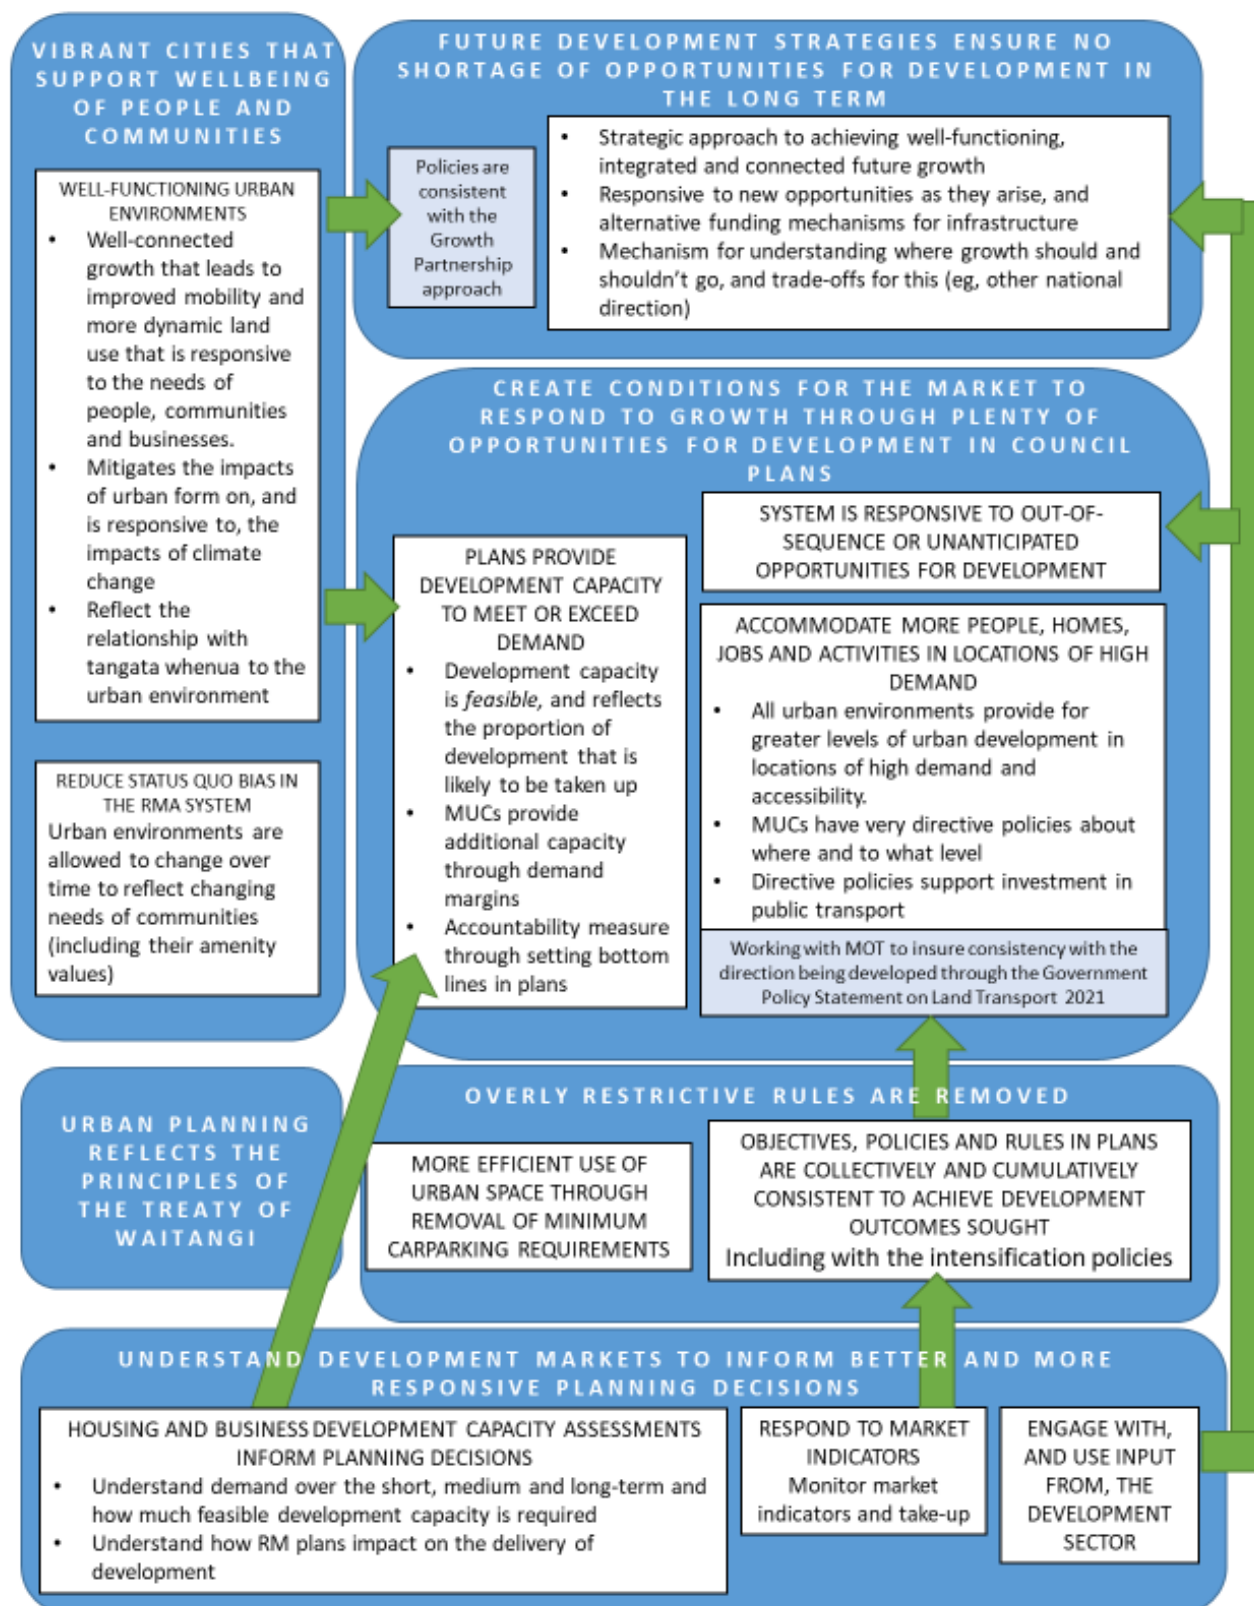 VIBRANT CITIES THAT
SUPPORT WELLBEING
OF PEOPLE AND
COMMUNITIES
WELL-FUNCTIONING URBAN
ENVIRONMENTS
• Well-connected
growth that leads to
improved mobility and
more dynamic land
use that is responsive
to the needs of
people, communities
and businesses.
• Mitigates the impacts
of urban form on, and
is responsive to, the
impacts of climate
change
• Reflect the
relationship with
tangata whenua to the
urban environment
REDUCE STATUS QUO BIAS IN
THE RMA SYSTEM
Urban environments are
allowed to change over
time to reflect changing
needs of communities
(including their amenity
values)
FUTURE DEVELOPMENT STRATEGIES ENSURE NO
SHORTAGE OF OPPORTUNITIES FOR DEVELOPMENT IN
THE LONG TERM
Policies are
consistent
with the
Growth
Partnership
approach
• Strategic approach to achieving well-functioning,
integrated and connected future growth
• Responsive to new opportunities as they arise, and
alternative funding mechanisms for infrastructure
• Mechanism for understanding where growth should and
shouldn't go, and trade-offs for this (eg, other national
direction)
CREATE CONDITIONS FOR THE MARKET TO
RESPOND TO GROWTH THROUGH PLENTY OF
OPPORTUNITIES FOR DEVELOPMENT IN COUNCIL
PLANS
PLANS PROVIDE
DEVELOPMENT CAPACITY
TO MEET OR EXCEED
DEMAND
• Development capacity
is feasible, and reflects
the proportion of
development that is
likely to be taken up
• MUCs provide
additional capacity
through demand
margins
• Accountability measure
through setting bottom
lines in plans
SYSTEM IS RESPONSIVE TO OUT-OF-
SEQUENCE OR UNANTICIPATED
OPPORTUNITIES FOR DEVELOPMENT
ACCOMMODATE MORE PEOPLE, HOMES,
JOBS AND ACTIVITIES IN LOCATIONS OF HIGH
DEMAND
• All urban environments provide for
greater levels of urban development in
locations of high demand and
accessibility.
• MUCs have very directive policies about
where and to what level
• Directive policies support investment in
public transport
Working with MOT to insure consistency with the
direction being developed through the Government
Policy Statement on Land Transport 2021
URBAN PLANNING
REFLECTS THE
PRINCIPLES OF
THE TREATY OF
WAITANGI
OVERLY RESTRICTIVE RULES ARE REMOVED
MORE EFFICIENT USE OF
URBAN SPACE THROUGH
REMOVAL OF MINIMUM
CARPARKING REQUIREMENTS
OBJECTIVES, POLICIES AND RULES IN PLANS
ARE COLLECTIVELY AND CUMULATIVELY
CONSISTENT TO ACHIEVE DEVELOPMENT
OUTCOMES SOUGHT
Including with the intensification policies
UNDERSTAND DEVELOPMENT MARKETS TO INFORM BETTER AND MORE
RESPONSIVE PLANNING DECISIONS
HOUSING AND BUSINESS DEVELOPMENT CAPACITY ASSESSMENTS
INFORM PLANNING DECISIONS
• Understand demand over the short, medium and long-term and
how much feasible development capacity is required
• Understand how RM plans impact on the delivery of
development
RESPOND TO MARKET
INDICATORS
Monitor market
indicators and take-up
ENGAGE WITH,
AND USE INPUT
FROM, THE
DEVELOPMENT
SECTOR